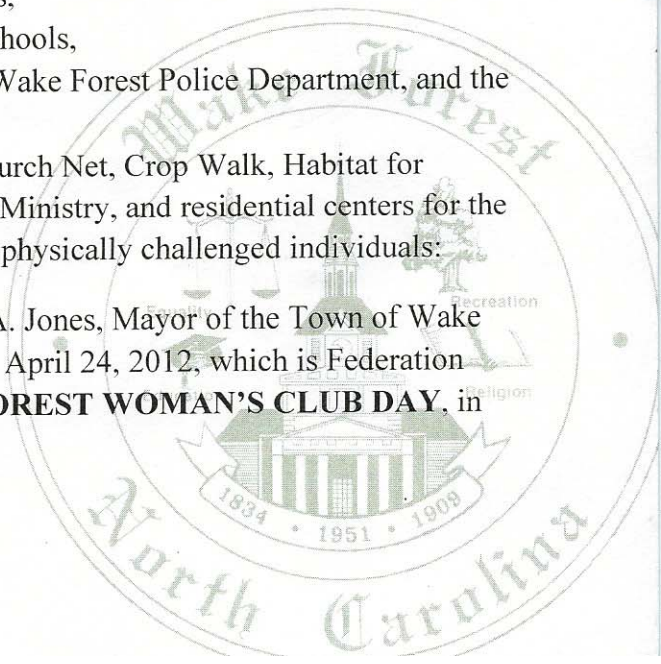 s,
hools,
Wake Forest Police Department, and the
urch Net, Crop Walk, Habitat for
Ministry, and residential centers for the
physically challenged individuals:
A. Jones, Mayor of the Town of Wake
April 24, 2012, which is Federation
OREST WOMAN'S CLUB DAY, in
Wake Forest
Equality
Recreation
Religion
1834 • 1951 • 1909
North Carolina